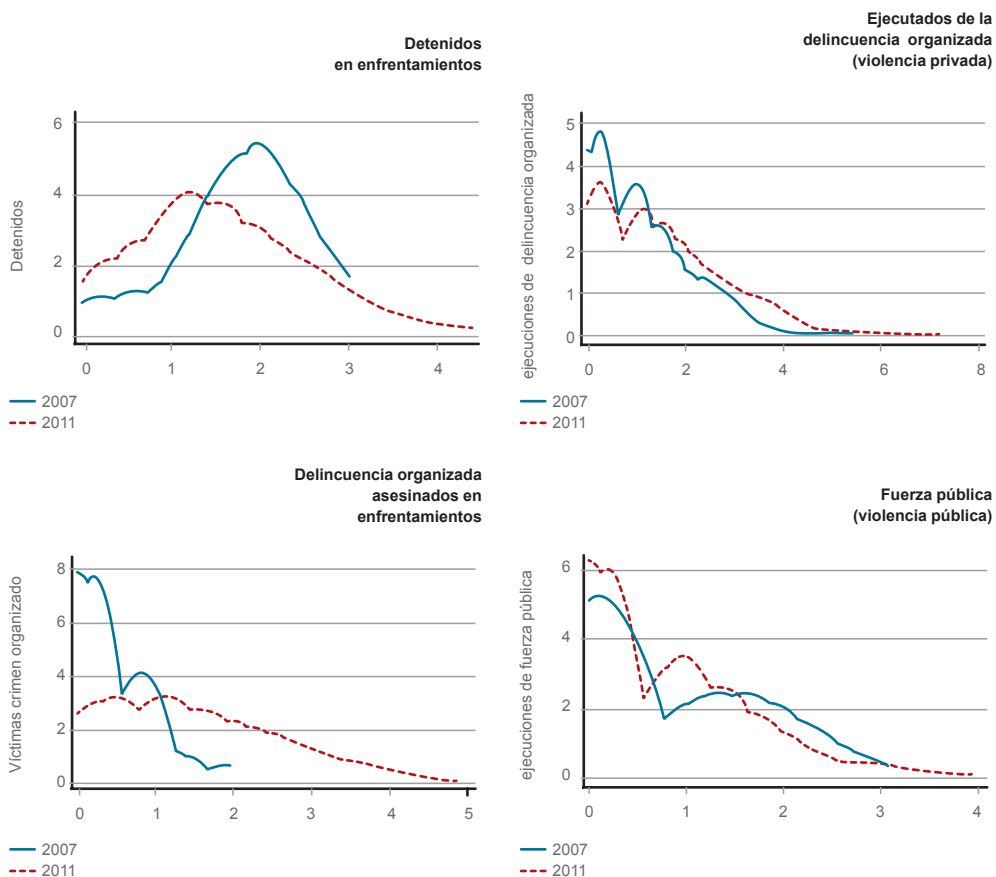 Detenidos
en enfrentamientos
Detenidos
6
4
2
0
0 1 2 3 4
2007
2011
Ejecutados de la
delincuencia organizada
(violencia privada)
ejecuciones de delincuencia organizada
5
4
3
2
1
0
0 2 4 6 8
2007
2011
Delincuencia organizada
asesinados en
enfrentamientos
Víctimas crimen organizado
8
6
4
2
0
0 1 2 3 4 5
2007
2011
Fuerza pública
(violencia pública)
ejecuciones de fuerza pública
6
4
2
0
0 1 2 3 4
2007
2011